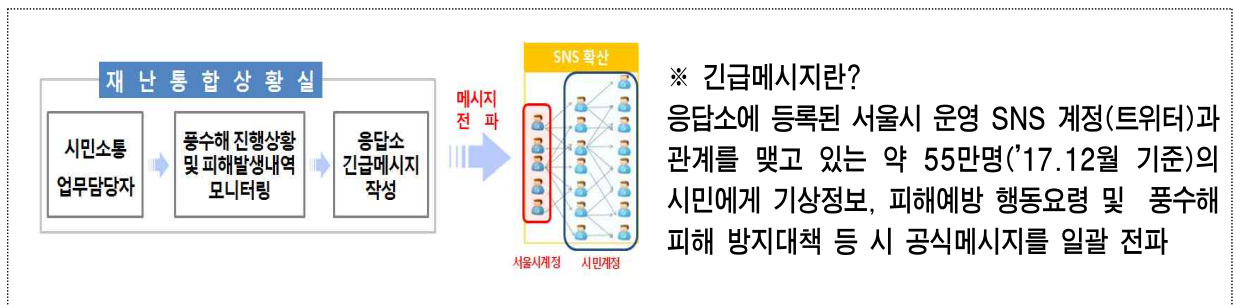 재 난 통 합 상 황 실
시민소통
업무담당자
풍수해 진행상황
및 피해발생내역
모니터링
응답소
긴급메시지
작성
메시지
전 파
SNS 확산
서울시계정 시민계정
※ 긴급메시지란?
응답소에 등록된 서울시 운영 SNS 계정(트위터)과
관계를 맺고 있는 약 55만명('17.12월 기준)의
시민에게 기상정보, 피해예방 행동요령 및 풍수해
피해 방지대책 등 시 공식메시지를 일괄 전파